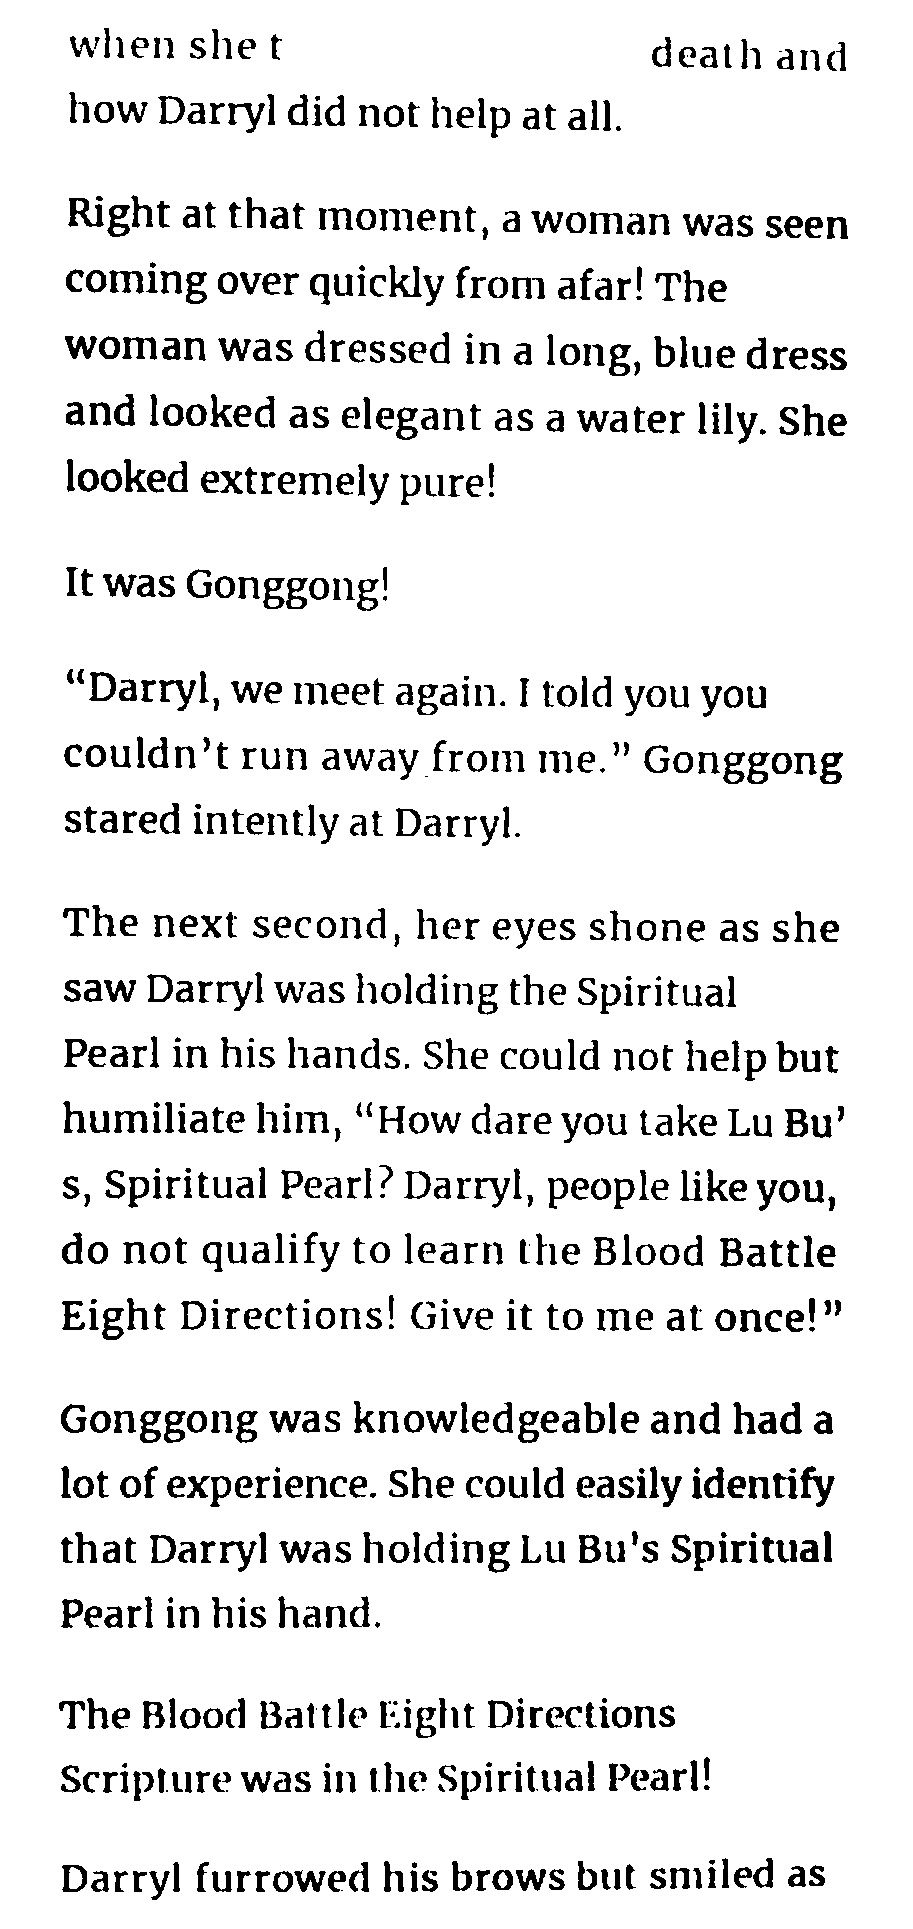 when she t death and
how Darryl did not help at all.
Right at that moment, a woman was seen
coming over quickly from afar! The
woman was dressed in a long, blue dress
and looked as elegant as a water lily. She
looked extremely pure!
It was Gonggong!
“Darryl, we meet again. I told you you
couldn’t run away from me.” Gonggong
stared intently at Darryl.
The next second, her eyes shone as she
saw Darryl was holding the Spiritual
Pearl in his hands. She could not help but
humiliate him, “How dare you take Lu Bu’
s, Spiritual Pearl? Darryl, people like you,
do not qualify to learn the Blood Battle
Eight Directions! Give it to me at once!”
Gonggong was knowledgeable and had a
lot of experience. She could easily identify
that Darryl was holding Lu Bu's Spiritual
Pearl in his hand.
The Blood Battle Eight Directions
Scripture was in the Spiritual Pearl!
Darryl furrowed his brows but smiled as